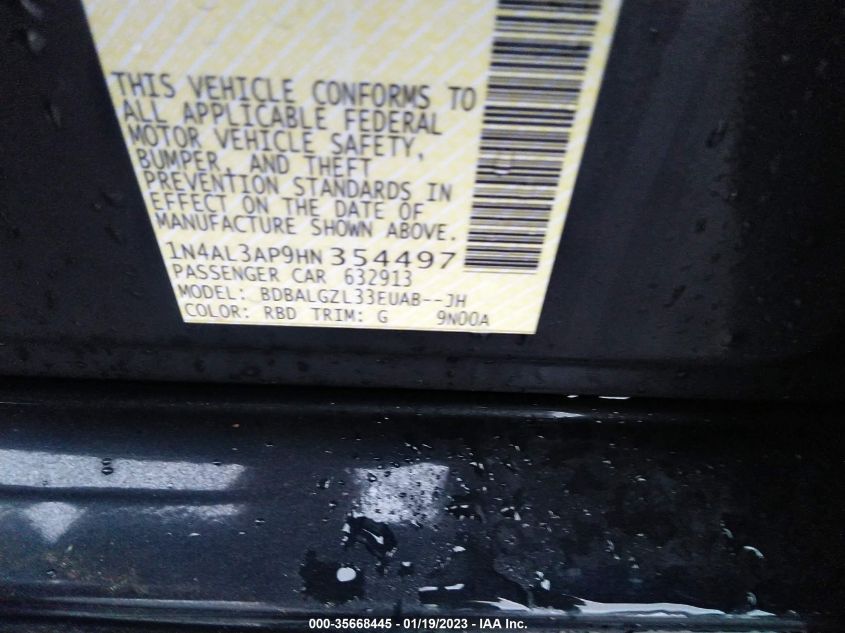 THIS VEHICLE CONFORMS TO
ALL APPLICABLE FEDERAL
MOTOR VEHICLE SAFETY,
BUMPER, AND THEFT
PREVENTION STANDARDS IN
EFFECT ON THE DATE OF
MANUFACTURE SHOWN ABOVE.
1N4AL3AP9HN354497
PASSENGER CAR 632913
MODEL: BDBALGZL33EUAB--JH
COLOR: RBD TRIM: G 9N00A
000-35668445 - 01/19/2023 - IAA Inc.